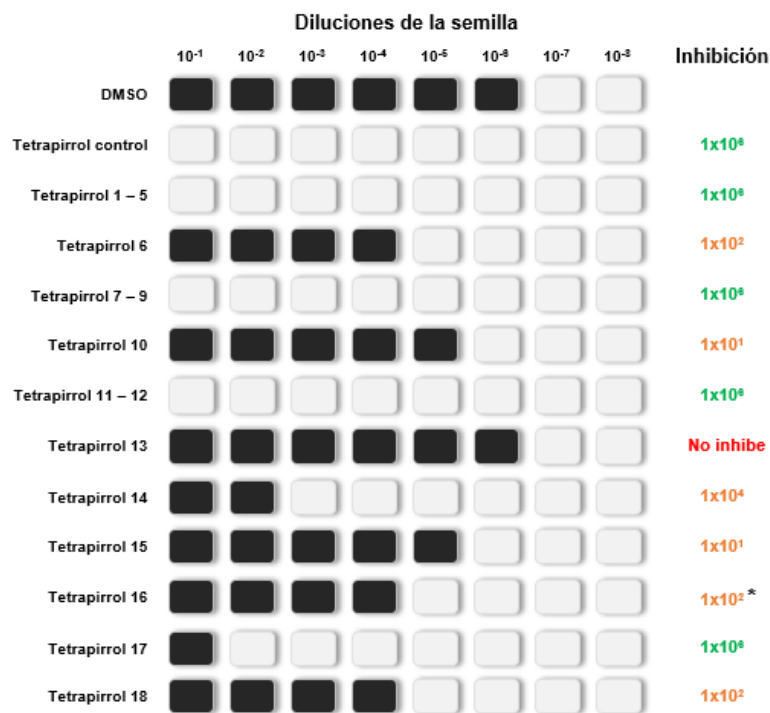 Diluciones de la semilla
10⁻¹ 10⁻² 10⁻³ 10⁻⁴ 10⁻⁵ 10⁻⁶ 10⁻⁷ 10⁻⁸ Inhibición
DMSO
Tetrapirrol control 1x10⁶
Tetrapirrol 1 – 5 1x10⁶
Tetrapirrol 6 1x10²
Tetrapirrol 7 – 9 1x10⁶
Tetrapirrol 10 1x10¹
Tetrapirrol 11 – 12 1x10⁶
Tetrapirrol 13 No inhibe
Tetrapirrol 14 1x10⁴
Tetrapirrol 15 1x10¹
Tetrapirrol 16 1x10² *
Tetrapirrol 17 1x10⁶
Tetrapirrol 18 1x10²